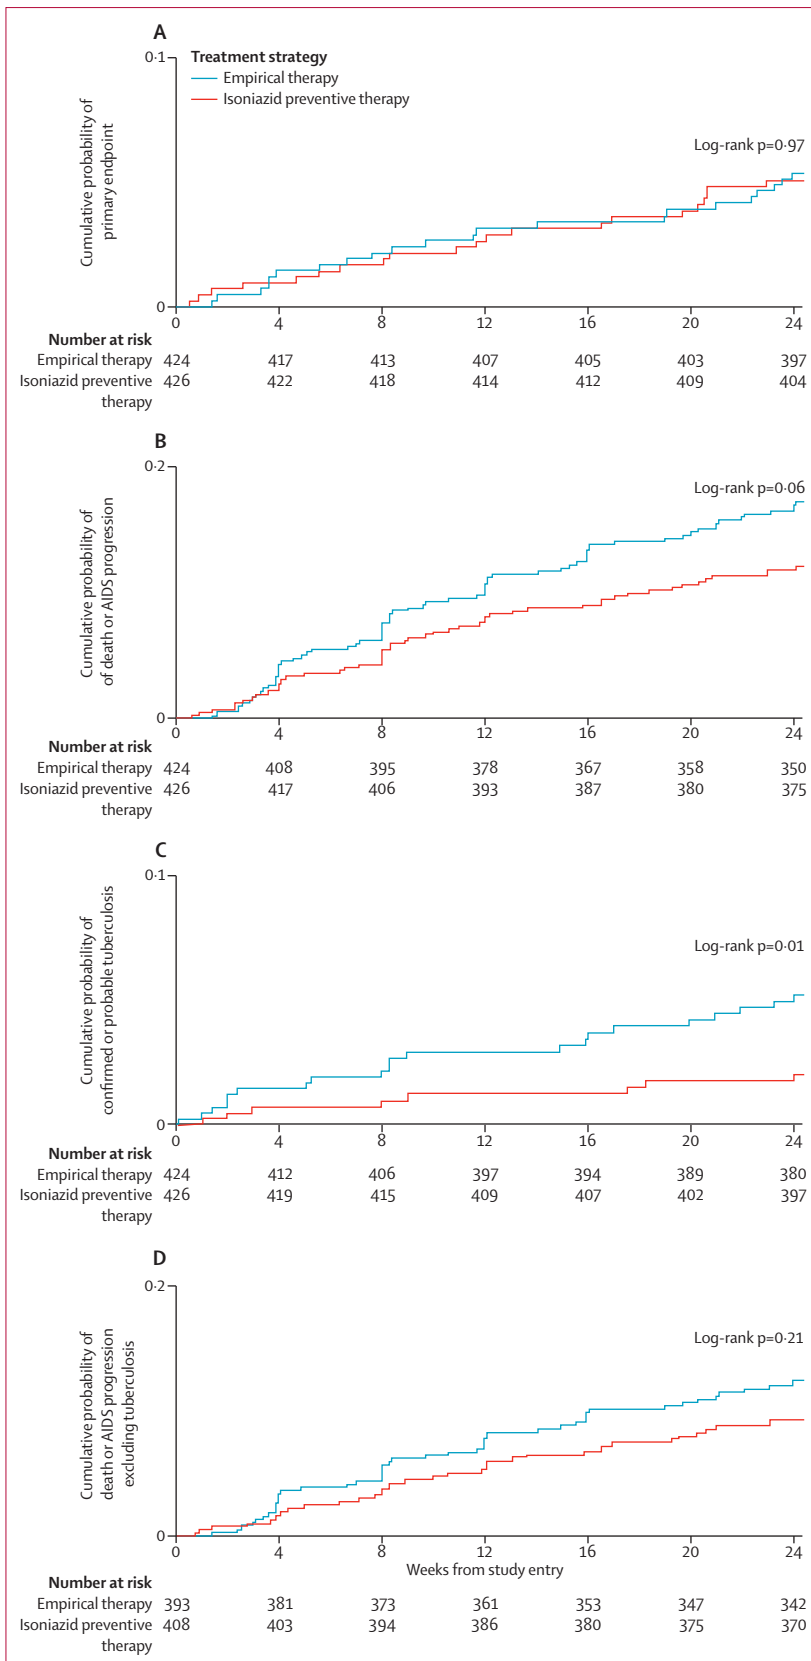 A
0·1
Treatment strategy
Empirical therapy
Isoniazid preventive therapy
Cumulative probability of
primary endpoint
Log-rank p=0·97
0
0 4 8 12 16 20 24
Number at risk
Empirical therapy 424 417 413 407 405 403 397
Isoniazid preventive 426 422 418 414 412 409 404
therapy
B
0·2
Cumulative probability of
of death or AIDS progression
Log-rank p=0·06
0
0 4 8 12 16 20 24
Number at risk
Empirical therapy 424 408 395 378 367 358 350
Isoniazid preventive 426 417 406 393 387 380 375
therapy
C
0·1
Cumulative probability of
confirmed or probable tuberculosis
Log-rank p=0·01
0
0 4 8 12 16 20 24
Number at risk
Empirical therapy 424 412 406 397 394 389 380
Isoniazid preventive 426 419 415 409 407 402 397
therapy
D
0·2
Cumulative probability of
death or AIDS progression
excluding tuberculosis
Log-rank p=0·21
0
0 4 8 12 16 20 24
Weeks from study entry
Number at risk
Empirical therapy 393 381 373 361 353 347 342
Isoniazid preventive 408 403 394 386 380 375 370
therapy